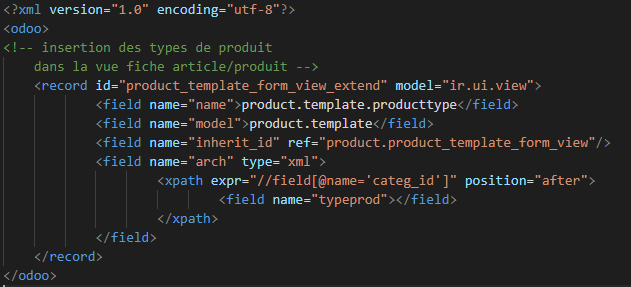 <?xml version="1.0" encoding="utf-8"?>
<odoo>
<!-- insertion des types de produit
dans la vue fiche article/produit -->
<record id="product_template_form_view_extend" model="ir.ui.view">
<field name="name">product.template.producttype</field>
<field name="model">product.template</field>
<field name="inherit_id" ref="product.product_template_form_view"/>
<field name="arch" type="xml">
<xpath expr="//field[@name='categ_id']" position="after">
<field name="typeprod"></field>
</xpath>
</field>
</record>
</odoo>